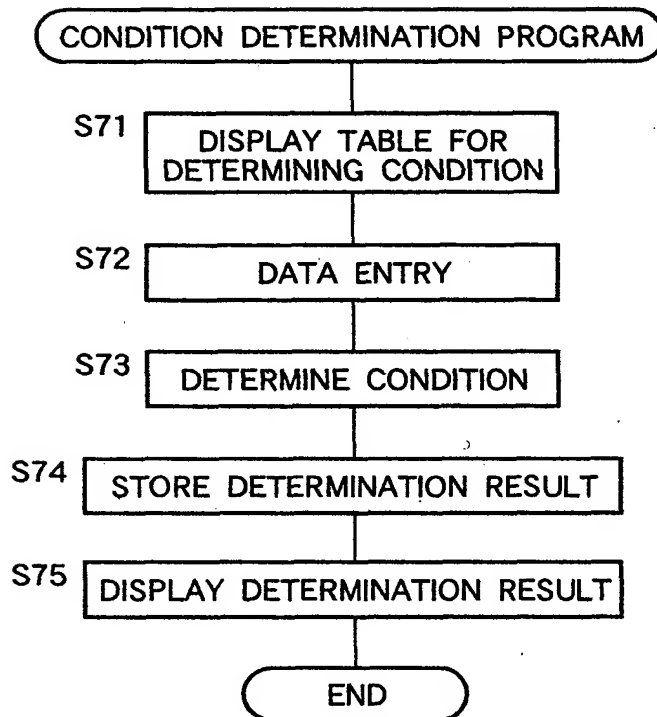 CONDITION DETERMINATION PROGRAM
S71
DISPLAY TABLE FOR
DETERMINING CONDITION
S72
DATA ENTRY
S73
DETERMINE CONDITION
S74
STORE DETERMINATION RESULT
S75
DISPLAY DETERMINATION RESULT
END